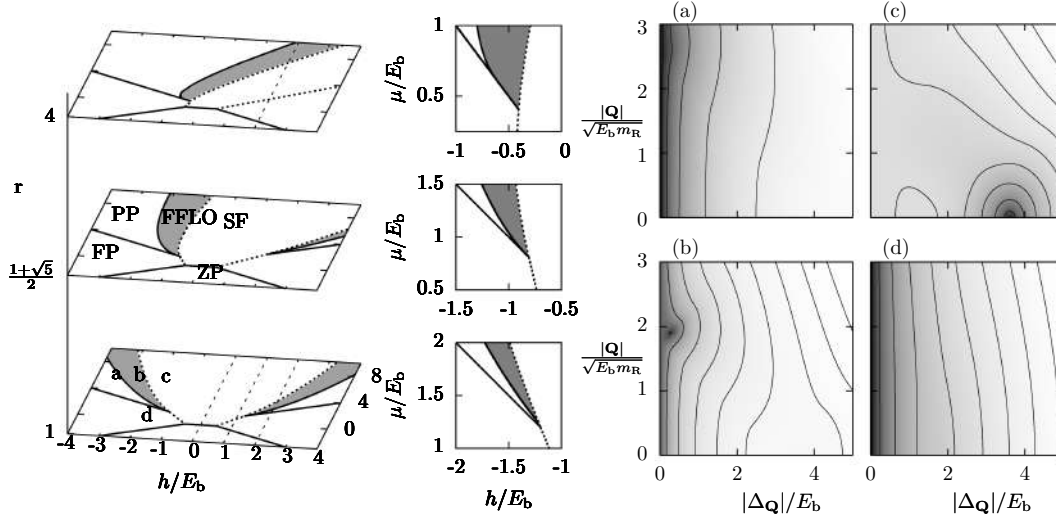 4
r
PP
FFLO
SF
FP
ZP
1+√5
2
a
b
c
d
8
4
0
1
-4
-3
-2
-1
0
1
2
3
4
h/E_b
μ/E_b
1
0.5
-1
-0.5
0
μ/E_b
1.5
1
0.5
-1.5
-1
-0.5
μ/E_b
2
1.5
1
-2
-1.5
-1
h/E_b
(a)
(c)
3
2
1
0
|Q|
√E_b m_R
(b)
(d)
3
2
1
0
|Q|
√E_b m_R
0
2
4
|Δ_Q|/E_b
0
2
4
|Δ_Q|/E_b